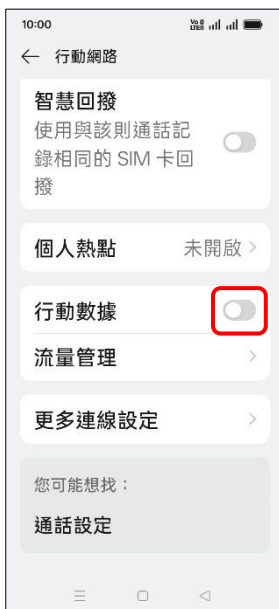 10:00
← 行動網路
智慧回撥
使用與該則通話記
錄相同的 SIM 卡回
撥
個人熱點 未開啟
行動數據
流量管理
更多連線設定
您可能想找：
通話設定